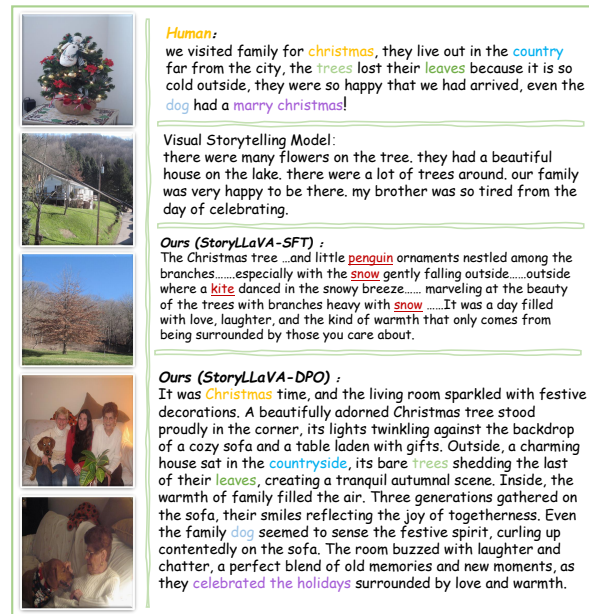 Human:
we visited family for christmas, they live out in the country
far from the city, the trees lost their leaves because it is so
cold outside, they were so happy that we had arrived, even the
dog had a marry christmas!
Visual Storytelling Model:
there were many flowers on the tree. they had a beautiful
house on the lake. there were a lot of trees around. our family
was very happy to be there. my brother was so tired from the
day of celebrating.
Ours (StoryLLaVA-SFT) :
The Christmas tree ...and little penguin ornaments nestled among the
branches.......especially with the snow gently falling outside......outside
where a kite danced in the snowy breeze...... marveling at the beauty
of the trees with branches heavy with snow ......It was a day filled
with love, laughter, and the kind of warmth that only comes from
being surrounded by those you care about.
Ours (StoryLLaVA-DPO) :
It was Christmas time, and the living room sparkled with festive
decorations. A beautifully adorned Christmas tree stood
proudly in the corner, its lights twinkling against the backdrop
of a cozy sofa and a table laden with gifts. Outside, a charming
house sat in the countryside, its bare trees shedding the last
of their leaves, creating a tranquil autumnal scene. Inside, the
warmth of family filled the air. Three generations gathered on
the sofa, their smiles reflecting the joy of togetherness. Even
the family dog seemed to sense the festive spirit, curling up
contentedly on the sofa. The room buzzed with laughter and
chatter, a perfect blend of old memories and new moments, as
they celebrated the holidays surrounded by love and warmth.